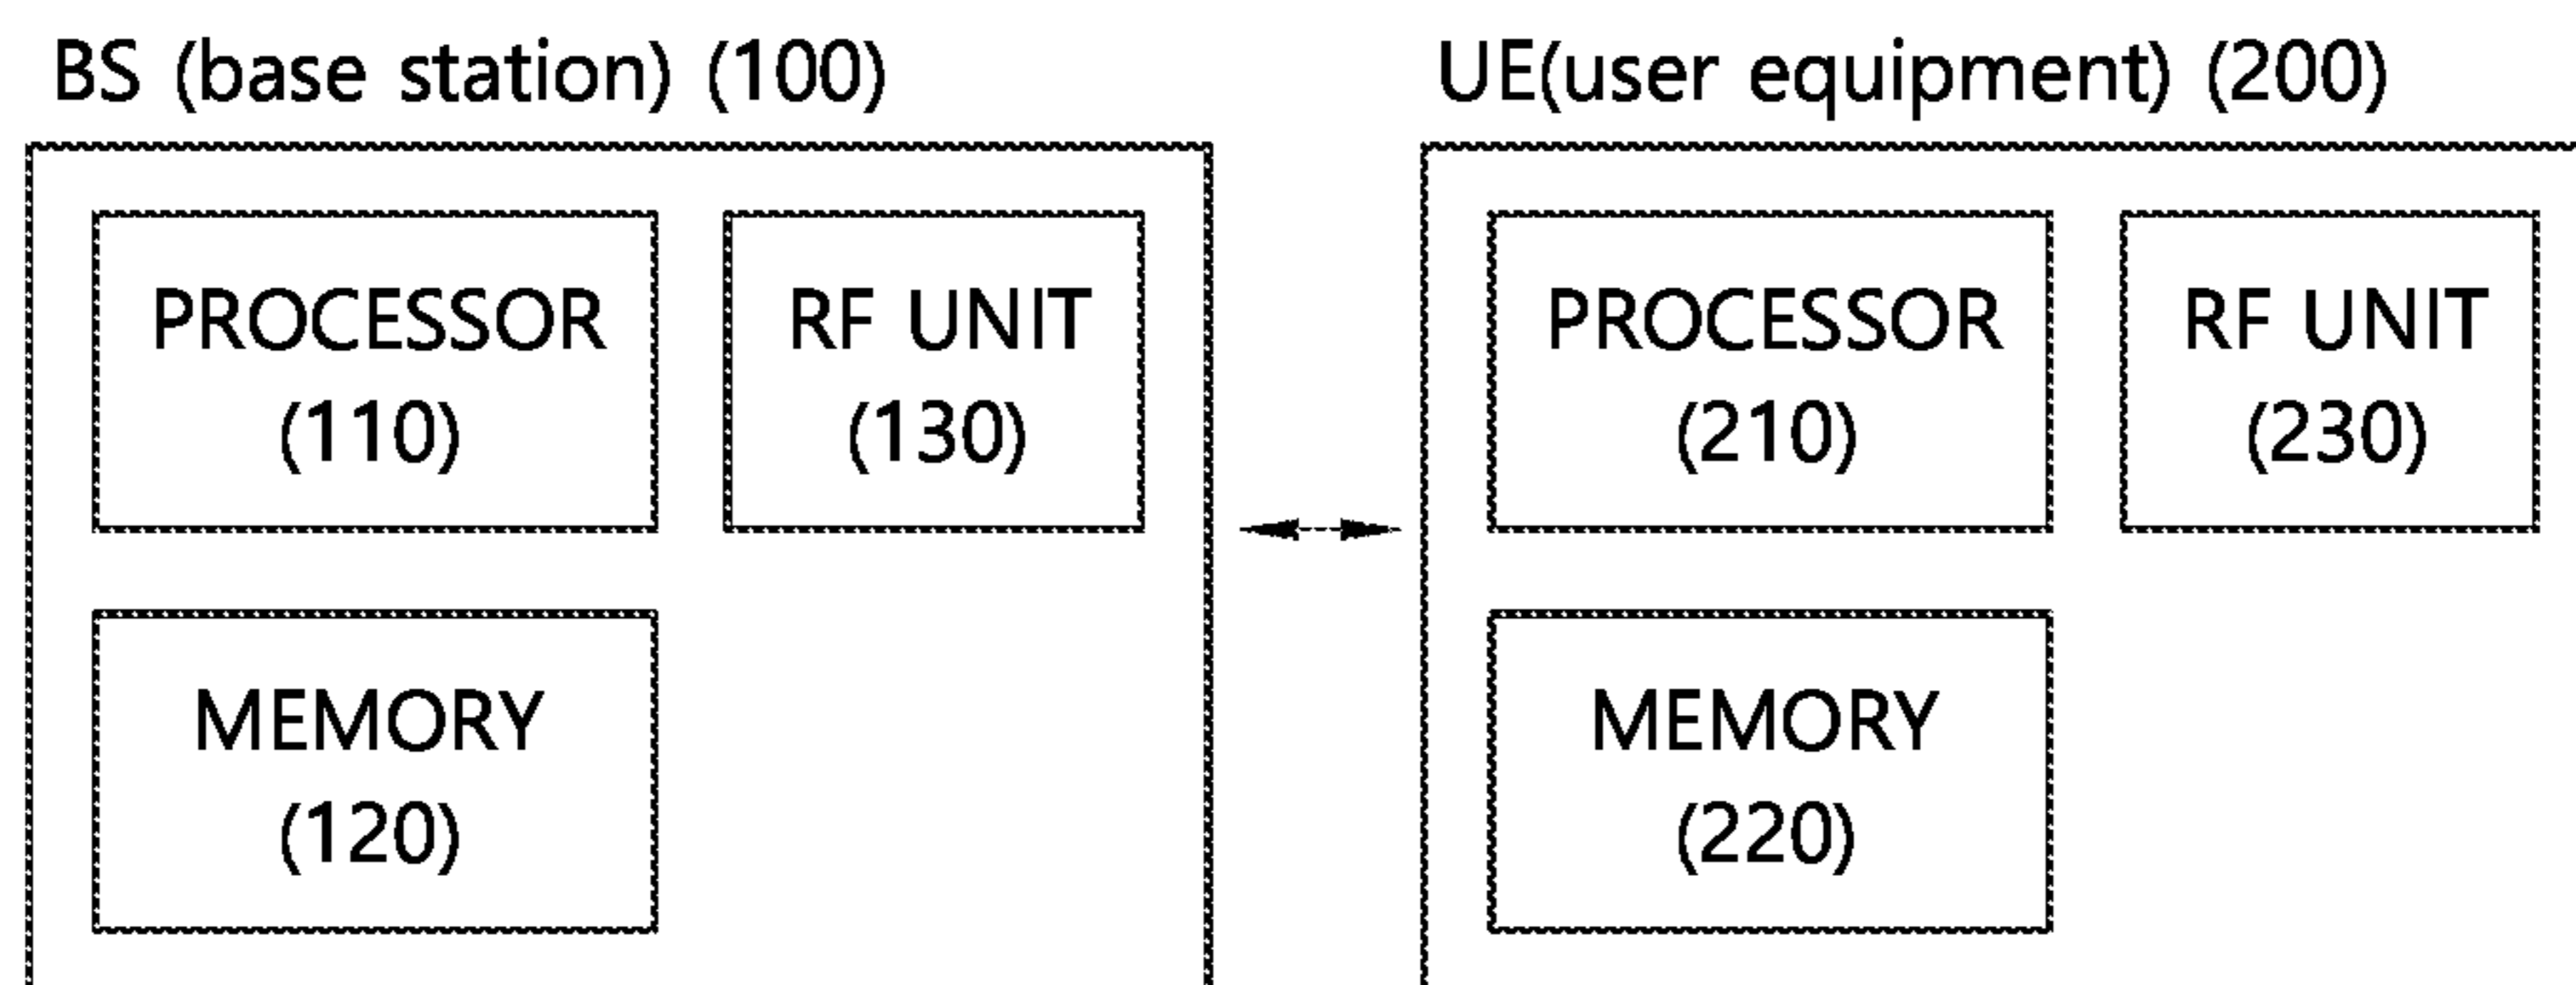 BS (base station) (100)
PROCESSOR
(110)
RF UNIT
(130)
MEMORY
(120)
UE(user equipment) (200)
PROCESSOR
(210)
RF UNIT
(230)
MEMORY
(220)